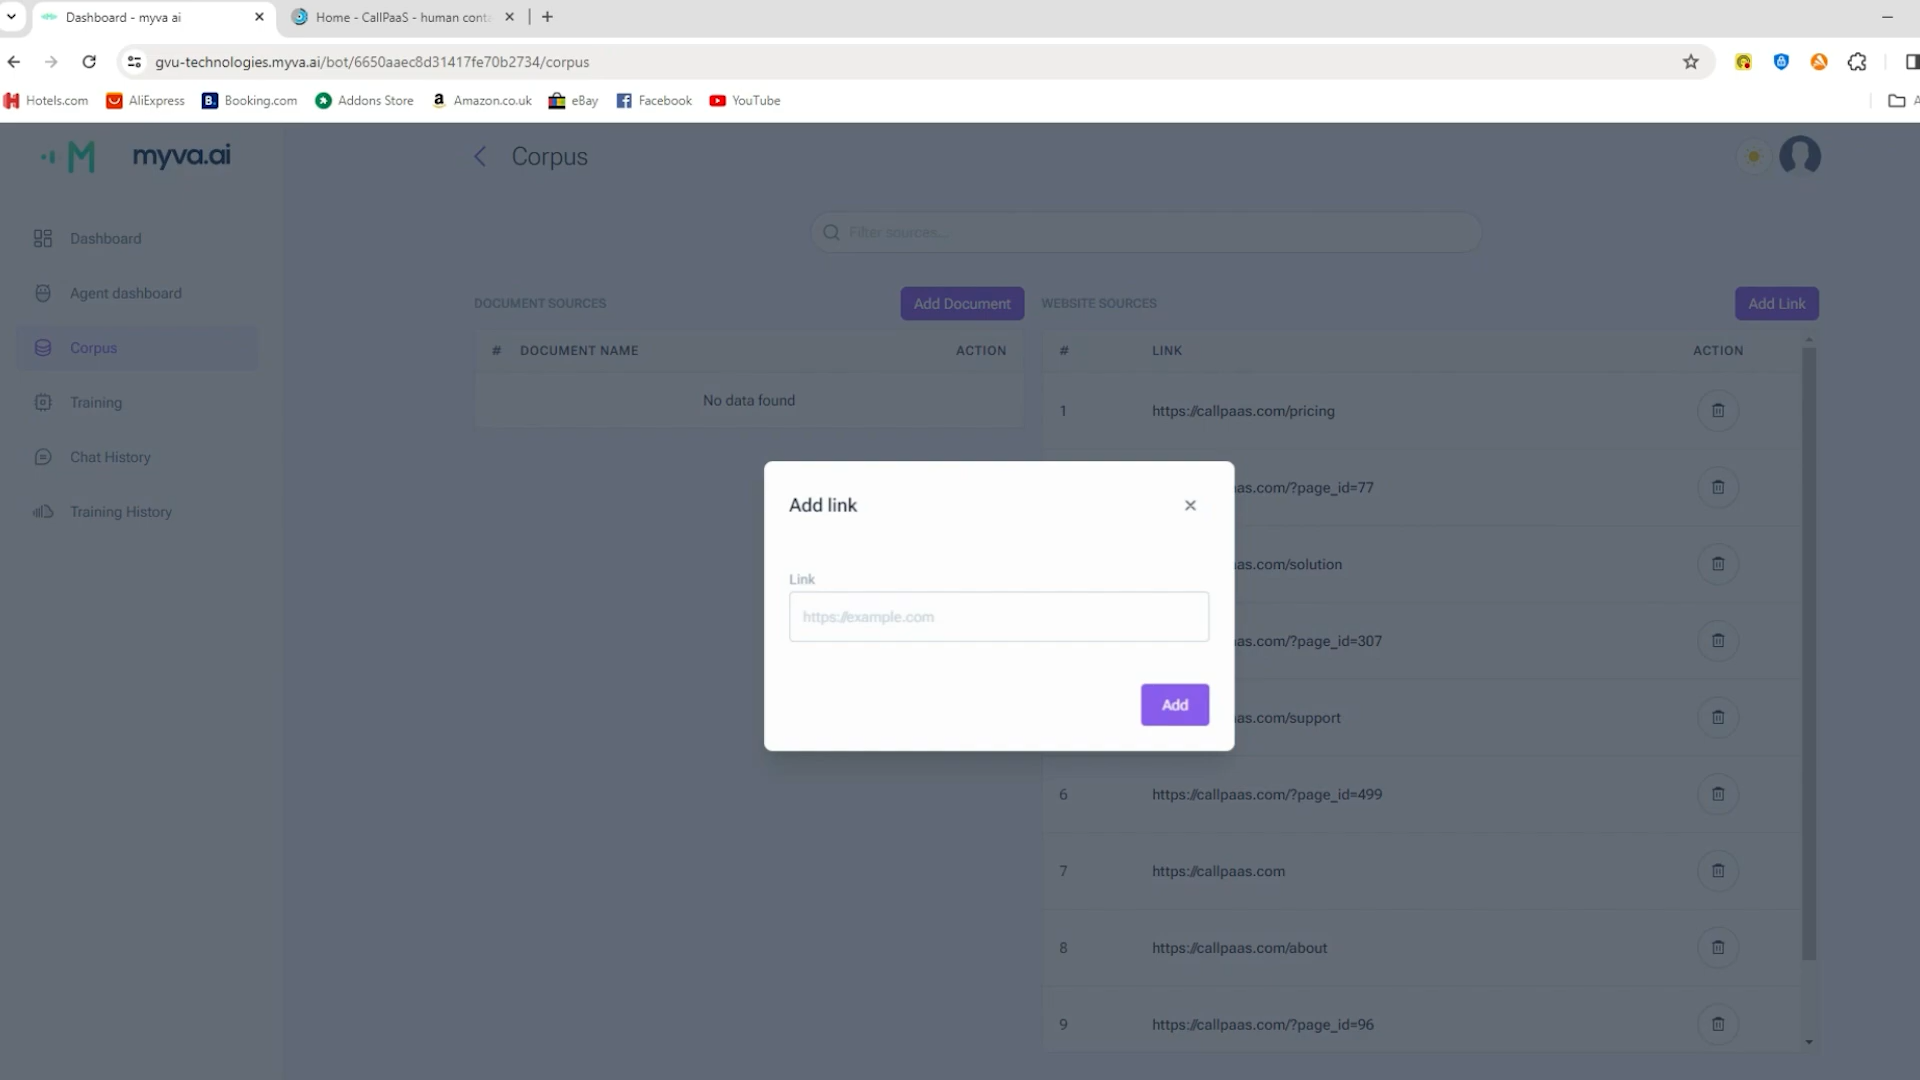 Dashboard - myva ai
Home - CallPaaS - human conta
gvu-technologies.myva.ai/bot/6650aaec8d31417fe70b2734/corpus
Hotels.com
AliExpress
Booking.com
Addons Store
Amazon.co.uk
eBay
Facebook
YouTube
A
M myva.ai
Corpus
Dashboard
Agent dashboard
Corpus
Training
Chat History
Training History
Filter sources...
DOCUMENT SOURCES
Add Document
# DOCUMENT NAME ACTION
No data found
WEBSITE SOURCES
Add Link
# LINK ACTION
1 https://callpaas.com/pricing
aas.com/?page_id=77
aas.com/solution
aas.com/?page_id=307
aas.com/support
6 https://callpaas.com/?page_id=499
7 https://callpaas.com
8 https://callpaas.com/about
9 https://callpaas.com/?page_id=96
Add link
Link
https://example.com
Add